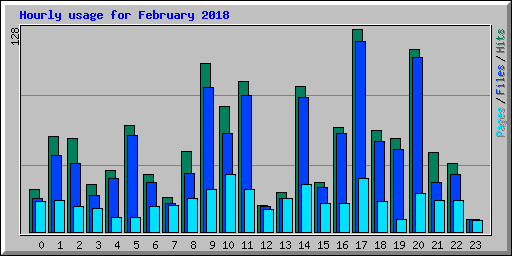 Hourly usage for February 2018
128
Pages/Files/Hits
0 1 2 3 4 5 6 7 8 9 10 11 12 13 14 15 16 17 18 19 20 21 22 23